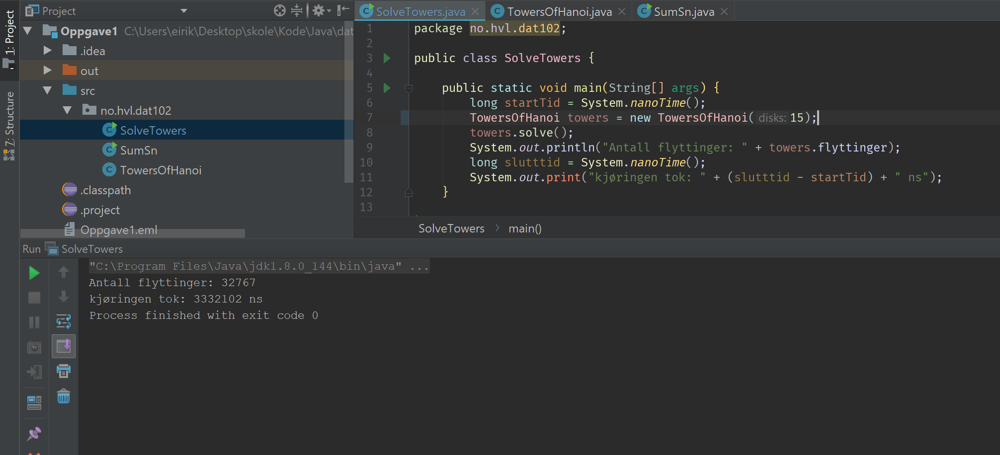 1: Project
7: Structure
Project
Oppgave1 C:\Users\eirik\Desktop\skole\Kode\Java\dat
.idea
out
src
no.hvl.dat102
SolveTowers
SumSn
TowersOfHanoi
.classpath
.project
Oppgave1.eml
SolveTowers.java TowersOfHanoi.java SumSn.java
1 package no.hvl.dat102;
2
3 public class SolveTowers {
4
5 public static void main(String[] args) {
6 long startTid = System.nanoTime();
7 TowersOfHanoi towers = new TowersOfHanoi( disks: 15);
8 towers.solve();
9 System.out.println("Antall flyttinger: " + towers.flyttinger);
10 long slutttid = System.nanoTime();
11 System.out.print("kjøringen tok: " + (slutttid - startTid) + " ns");
12 }
13
SolveTowers main()
Run SolveTowers
"C:\Program Files\Java\jdk1.8.0_144\bin\java" ...
Antall flyttinger: 32767
kjøringen tok: 3332102 ns
Process finished with exit code 0